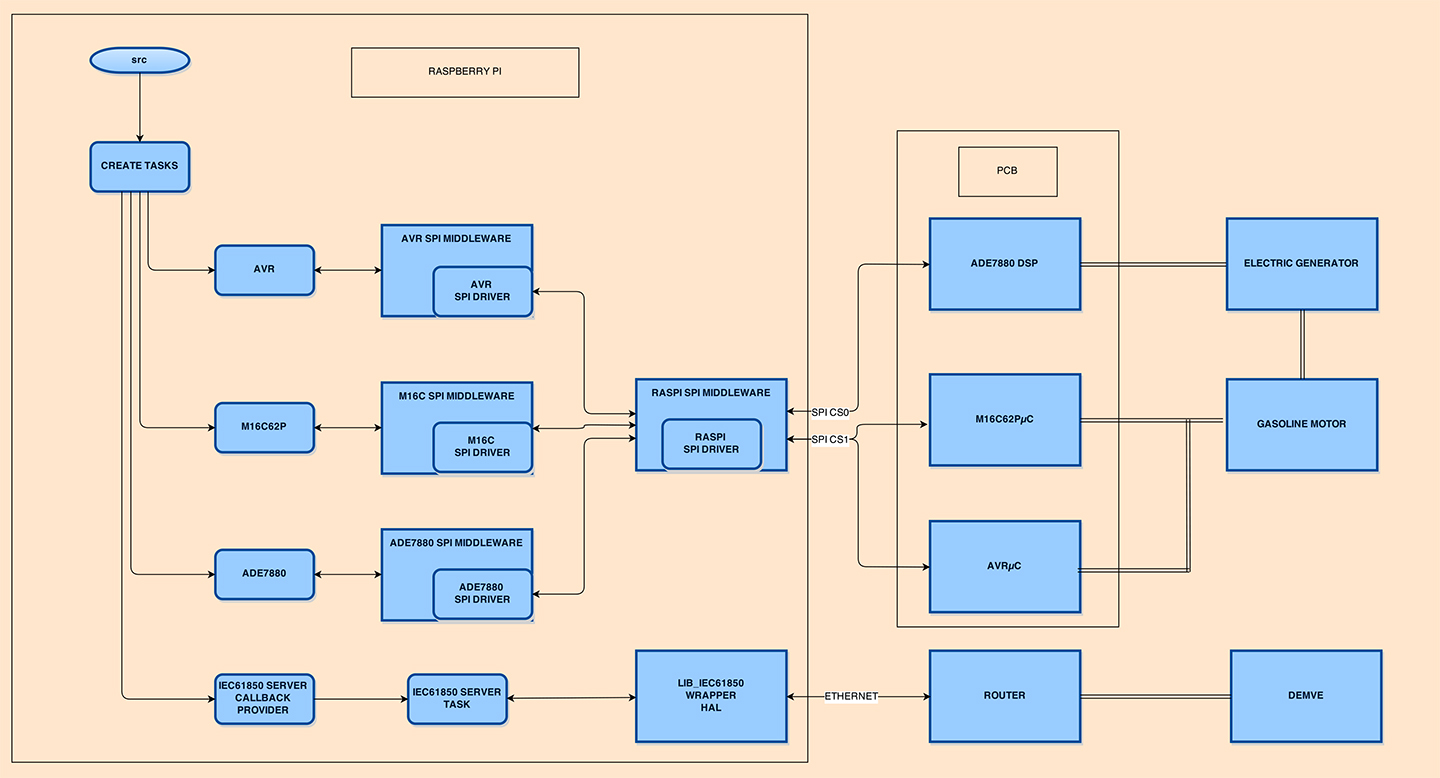 src
RASPBERRY PI
CREATE TASKS
PCB
AVR
AVR SPI MIDDLEWARE
AVR
SPI DRIVER
ADE7880 DSP
ELECTRIC GENERATOR
M16C62P
M16C SPI MIDDLEWARE
M16C
SPI DRIVER
RASPI SPI MIDDLEWARE
RASPI
SPI DRIVER
SPI CS0
SPI CS1
M16C62PµC
GASOLINE MOTOR
ADE7880
ADE7880 SPI MIDDLEWARE
ADE7880
SPI DRIVER
AVRµC
IEC61850 SERVER
CALLBACK
PROVIDER
IEC61850 SERVER
TASK
LIB_IEC61850
WRAPPER
HAL
ETHERNET
ROUTER
DEMVE